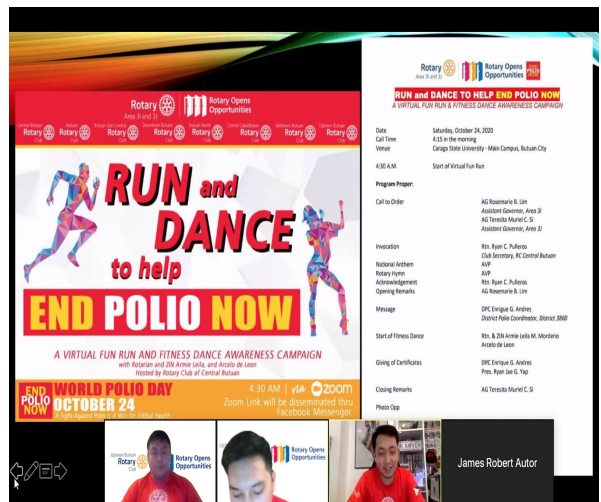 Rotary
Area 3I and 3J
Rotary Opens
Opportunities
Central Butuan
Rotary
Club
Rotary
Club
Butuan East Central
Rotary
Club
Downtown Butuan
Rotary
Club
Butuan North
Rotary
Club
Rotary
Club
Midtown Butuan
Rotary
Club
Uptown Butuan
Rotary
Club
RUN and
DANCE
to help
END POLIO NOW
A VIRTUAL FUN RUN AND FITNESS DANCE AWARENESS CAMPAIGN
with Rotarian and ZIN Armie Leila, and Arcelo de Leon
Hosted by Rotary Club of Central Butuan
END
POLIO
NOW
WORLD POLIO DAY
OCTOBER 24
A Fight Against Polio is A Win for Global Health
4:30 AM | via zoom
Zoom Link will be disseminated thru
Facebook Messenger
Rotary
Area 3I and 3J
Rotary Opens
Opportunities
END
POLIO
NOW
RUN and DANCE TO HELP END POLIO NOW
A VIRTUAL FUN RUN & FITNESS DANCE AWARENESS CAMPAIGN
Date Saturday, October 24, 2020
Call Time 4:15 in the morning
Venue Caraga State University - Main Campus, Butuan City
4:30 A.M. Start of Virtual Fun Run
Program Proper:
Call to Order AG Rosemarie B. Lim
Assistant Governor, Area 3I
AG Teresita Muriel C. Si
Assistant Governor, Area 3J
Invocation Rtn. Ryan C. Pulleros
Club Secretary, RC Central Butuan
National Anthem AVP
Rotary Hymn AVP
Acknowledgement Rtn. Ryan C. Pulleros
Opening Remarks AG Rosemarie B. Lim
Message DPC Enrigue G. Andres
District Polio Coordinator, District 3860
Start of Fitness Dance Rtn. & ZIN Armie Leila M. Mordeno
Arcelo de Leon
Giving of Certificates DPC Enrique G. Andres
Pres. Ryan Jae G. Yap
Closing Remarks AG Teresita Muriel C. Si
Photo Opp
Uptown Butuan
Rotary
Club
Rotary Opens
Opportunities
Rotary Opens
Opportunities
James Robert Autor